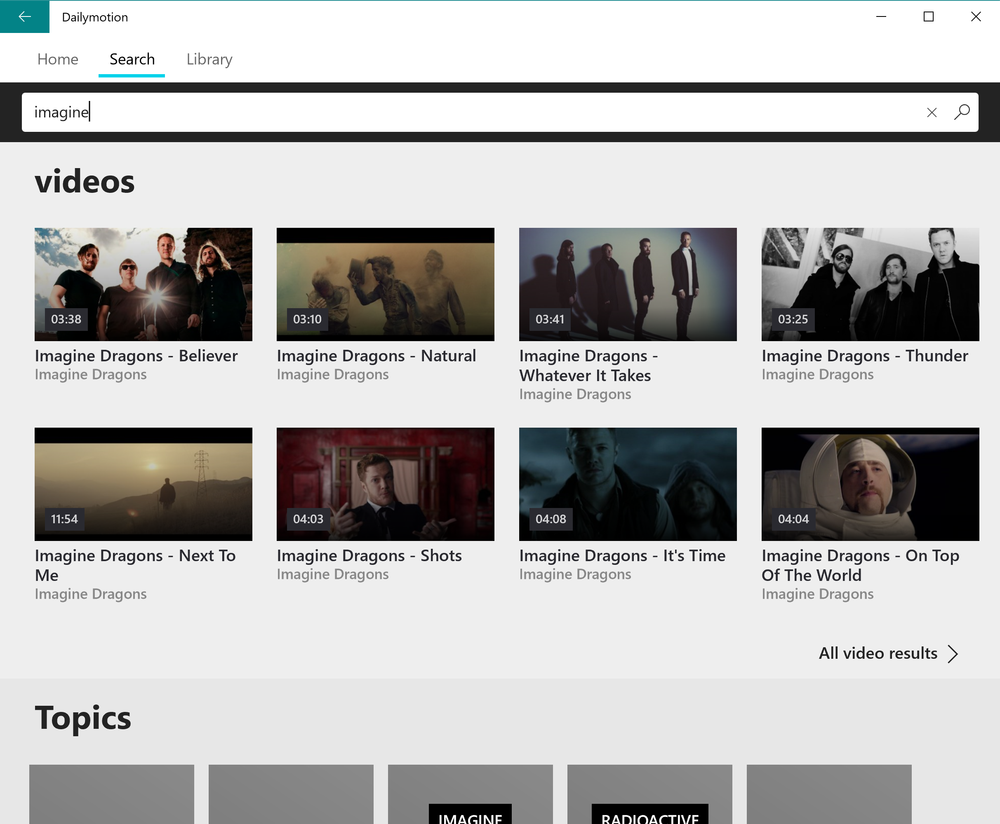 Dailymotion
Home
Search
Library
imagine
videos
03:38
03:10
03:41
03:25
Imagine Dragons - Believer
Imagine Dragons
Imagine Dragons - Natural
Imagine Dragons
Imagine Dragons -
Whatever It Takes
Imagine Dragons
Imagine Dragons - Thunder
Imagine Dragons
11:54
04:03
04:08
04:04
Imagine Dragons - Next To
Me
Imagine Dragons
Imagine Dragons - Shots
Imagine Dragons
Imagine Dragons - It's Time
Imagine Dragons
Imagine Dragons - On Top
Of The World
Imagine Dragons
All video results
Topics
IMAGINE
RADIOACTIVE